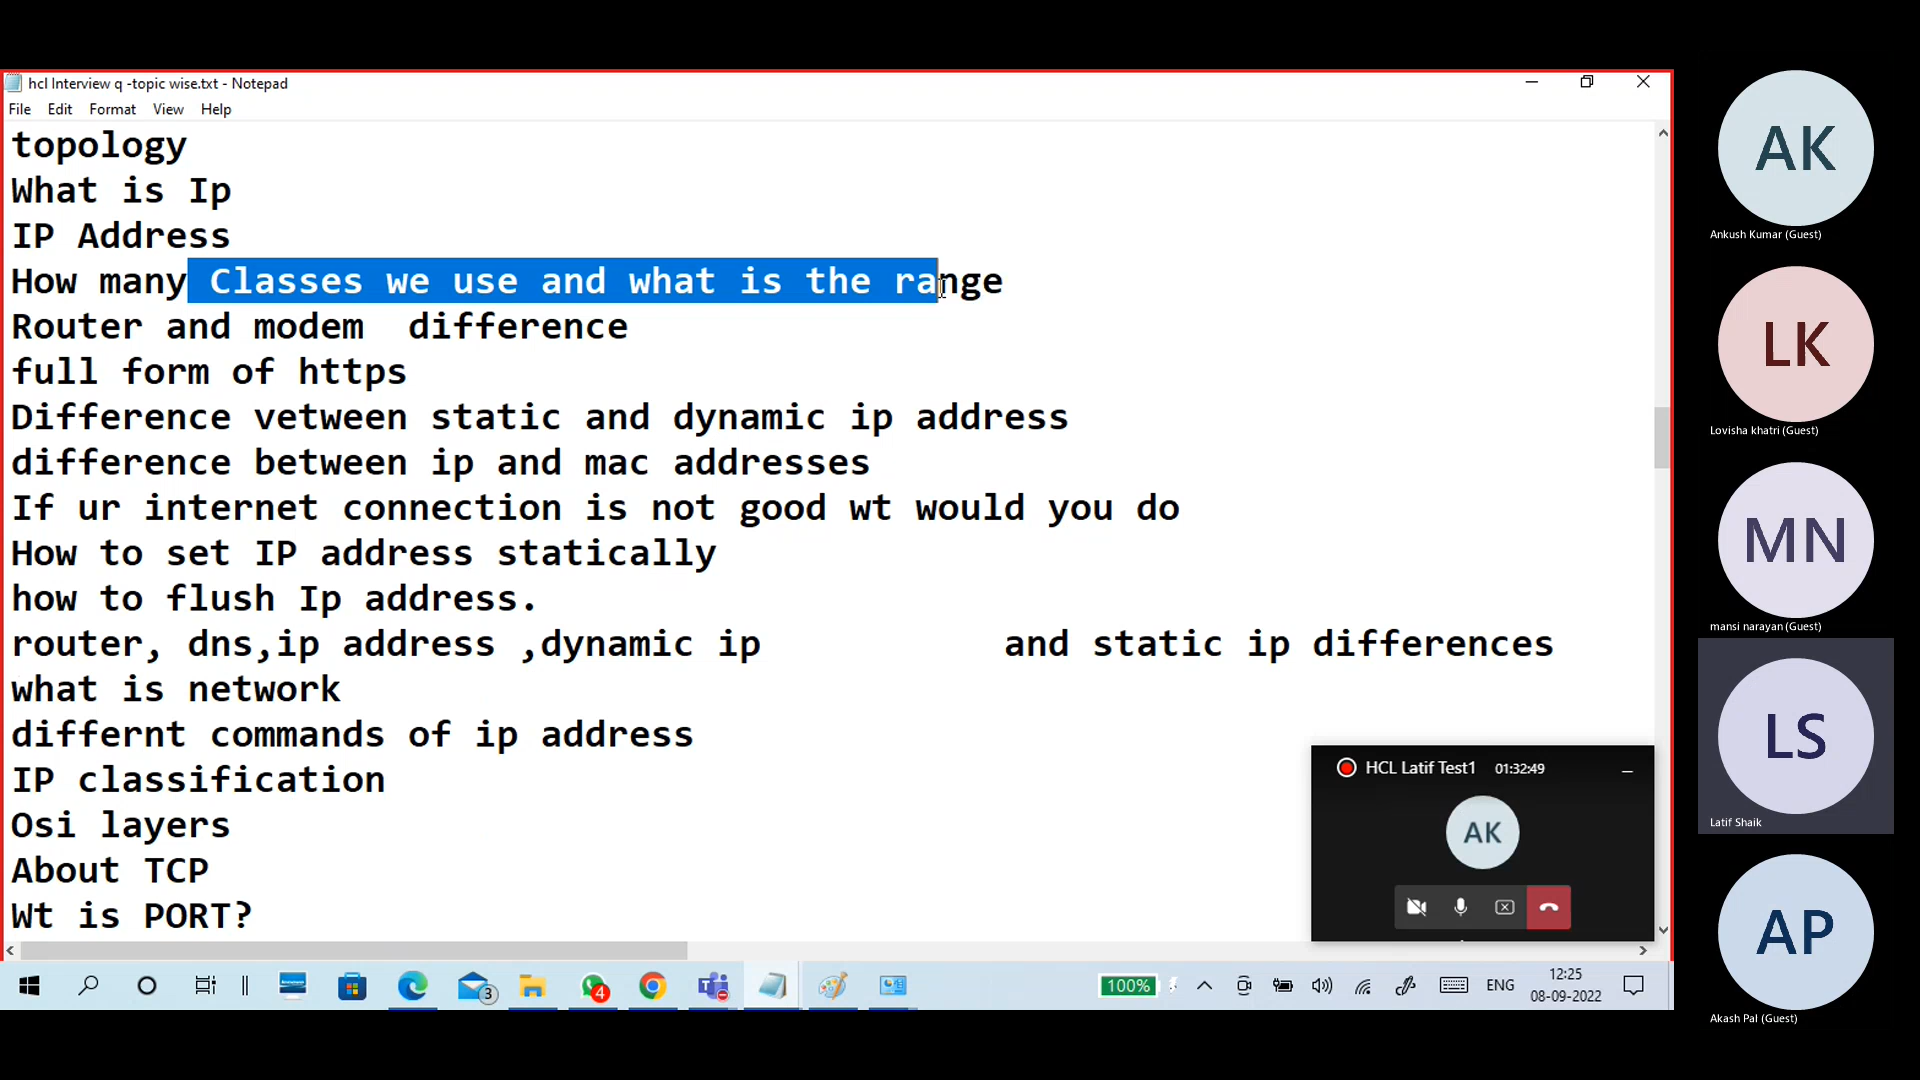 hcl Interview q -topic wise.txt - Notepad
File Edit Format View Help
topology
What is Ip
IP Address
How many Classes we use and what is the range
Router and modem  difference
full form of https
Difference vetween static and dynamic ip address
difference between ip and mac addresses
If ur internet connection is not good wt would you do
How to set IP address statically
how to flush Ip address.
router, dns,ip address ,dynamic ip           and static ip differences
what is network
differnt commands of ip address
IP classification
Osi layers
About TCP
Wt is PORT?
HCL Latif Test1 01:32:49
AK
3
4
100%
ENG
12:25
08-09-2022
AK
Ankush Kumar (Guest)
LK
Lovisha khatri (Guest)
MN
mansi narayan (Guest)
LS
Latif Shaik
AP
Akash Pal (Guest)